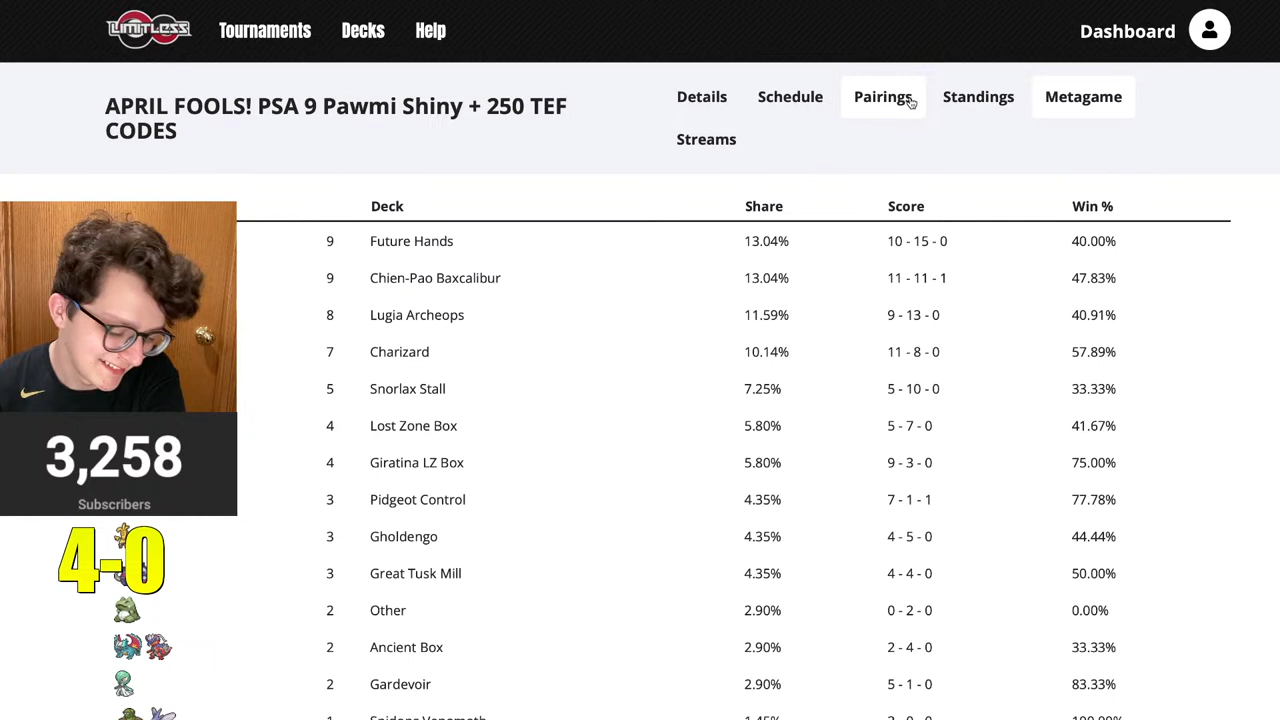 LIMITLESS Tournaments Decks Help Dashboard
APRIL FOOLS! PSA 9 Pawmi Shiny + 250 TEF
CODES
Details Schedule Pairings Standings Metagame
Streams
Deck Share Score Win %
9 Future Hands 13.04% 10 - 15 - 0 40.00%
9 Chien-Pao Baxcalibur 13.04% 11 - 11 - 1 47.83%
8 Lugia Archeops 11.59% 9 - 13 - 0 40.91%
7 Charizard 10.14% 11 - 8 - 0 57.89%
5 Snorlax Stall 7.25% 5 - 10 - 0 33.33%
4 Lost Zone Box 5.80% 5 - 7 - 0 41.67%
4 Giratina LZ Box 5.80% 9 - 3 - 0 75.00%
3 Pidgeot Control 4.35% 7 - 1 - 1 77.78%
3 Gholdengo 4.35% 4 - 5 - 0 44.44%
3 Great Tusk Mill 4.35% 4 - 4 - 0 50.00%
2 Other 2.90% 0 - 2 - 0 0.00%
2 Ancient Box 2.90% 2 - 4 - 0 33.33%
2 Gardevoir 2.90% 5 - 1 - 0 83.33%
3,258
Subscribers
4-0